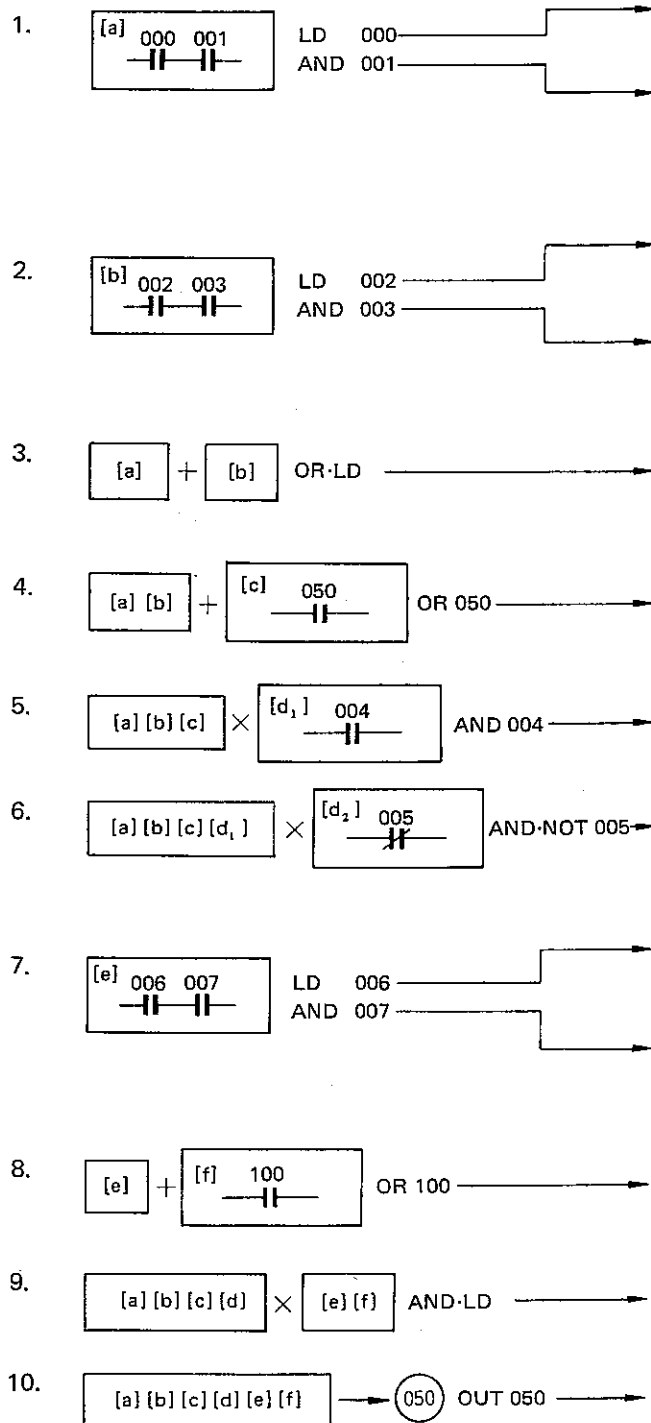 1. [a] 000 001 LD 000
AND 001
2. [b] 002 003 LD 002
AND 003
3. [a] + [b] OR·LD
4. [a] [b] + [c] 050 OR 050
5. [a] [b] [c] × [d₁] 004 AND 004
6. [a] [b] [c] [d₁] × [d₂] 005 AND·NOT 005
7. [e] 006 007 LD 006
AND 007
8. [e] + [f] 100 OR 100
9. [a] [b] [c] [d] × [e] [f] AND·LD
10. [a] [b] [c] [d] [e] [f] 050 OUT 050